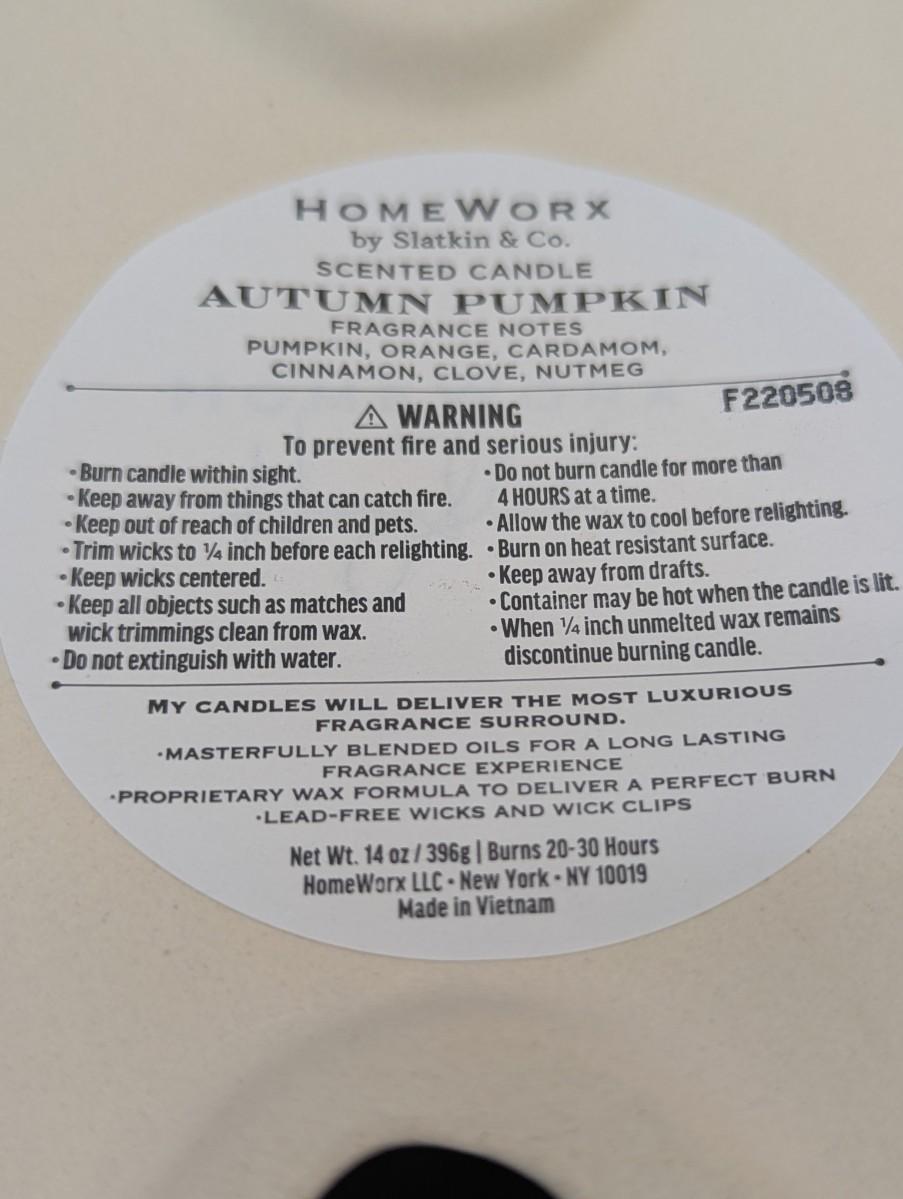 HOMEWORX
by Slatkin & Co.
SCENTED CANDLE
AUTUMN PUMPKIN
FRAGRANCE NOTES
PUMPKIN, ORANGE, CARDAMOM,
CINNAMON, CLOVE, NUTMEG
F220508
⚠ WARNING
To prevent fire and serious injury:
• Burn candle within sight.
• Keep away from things that can catch fire.
• Keep out of reach of children and pets.
• Trim wicks to ¼ inch before each relighting.
• Keep wicks centered.
• Keep all objects such as matches and
wick trimmings clean from wax.
• Do not extinguish with water.
• Do not burn candle for more than
4 HOURS at a time.
• Allow the wax to cool before relighting.
• Burn on heat resistant surface.
• Keep away from drafts.
• Container may be hot when the candle is lit.
• When ¼ inch unmelted wax remains
discontinue burning candle.
MY CANDLES WILL DELIVER THE MOST LUXURIOUS
FRAGRANCE SURROUND.
•MASTERFULLY BLENDED OILS FOR A LONG LASTING
FRAGRANCE EXPERIENCE
•PROPRIETARY WAX FORMULA TO DELIVER A PERFECT BURN
•LEAD-FREE WICKS AND WICK CLIPS
Net Wt. 14 oz / 396g | Burns 20-30 Hours
HomeWorx LLC • New York • NY 10019
Made in Vietnam